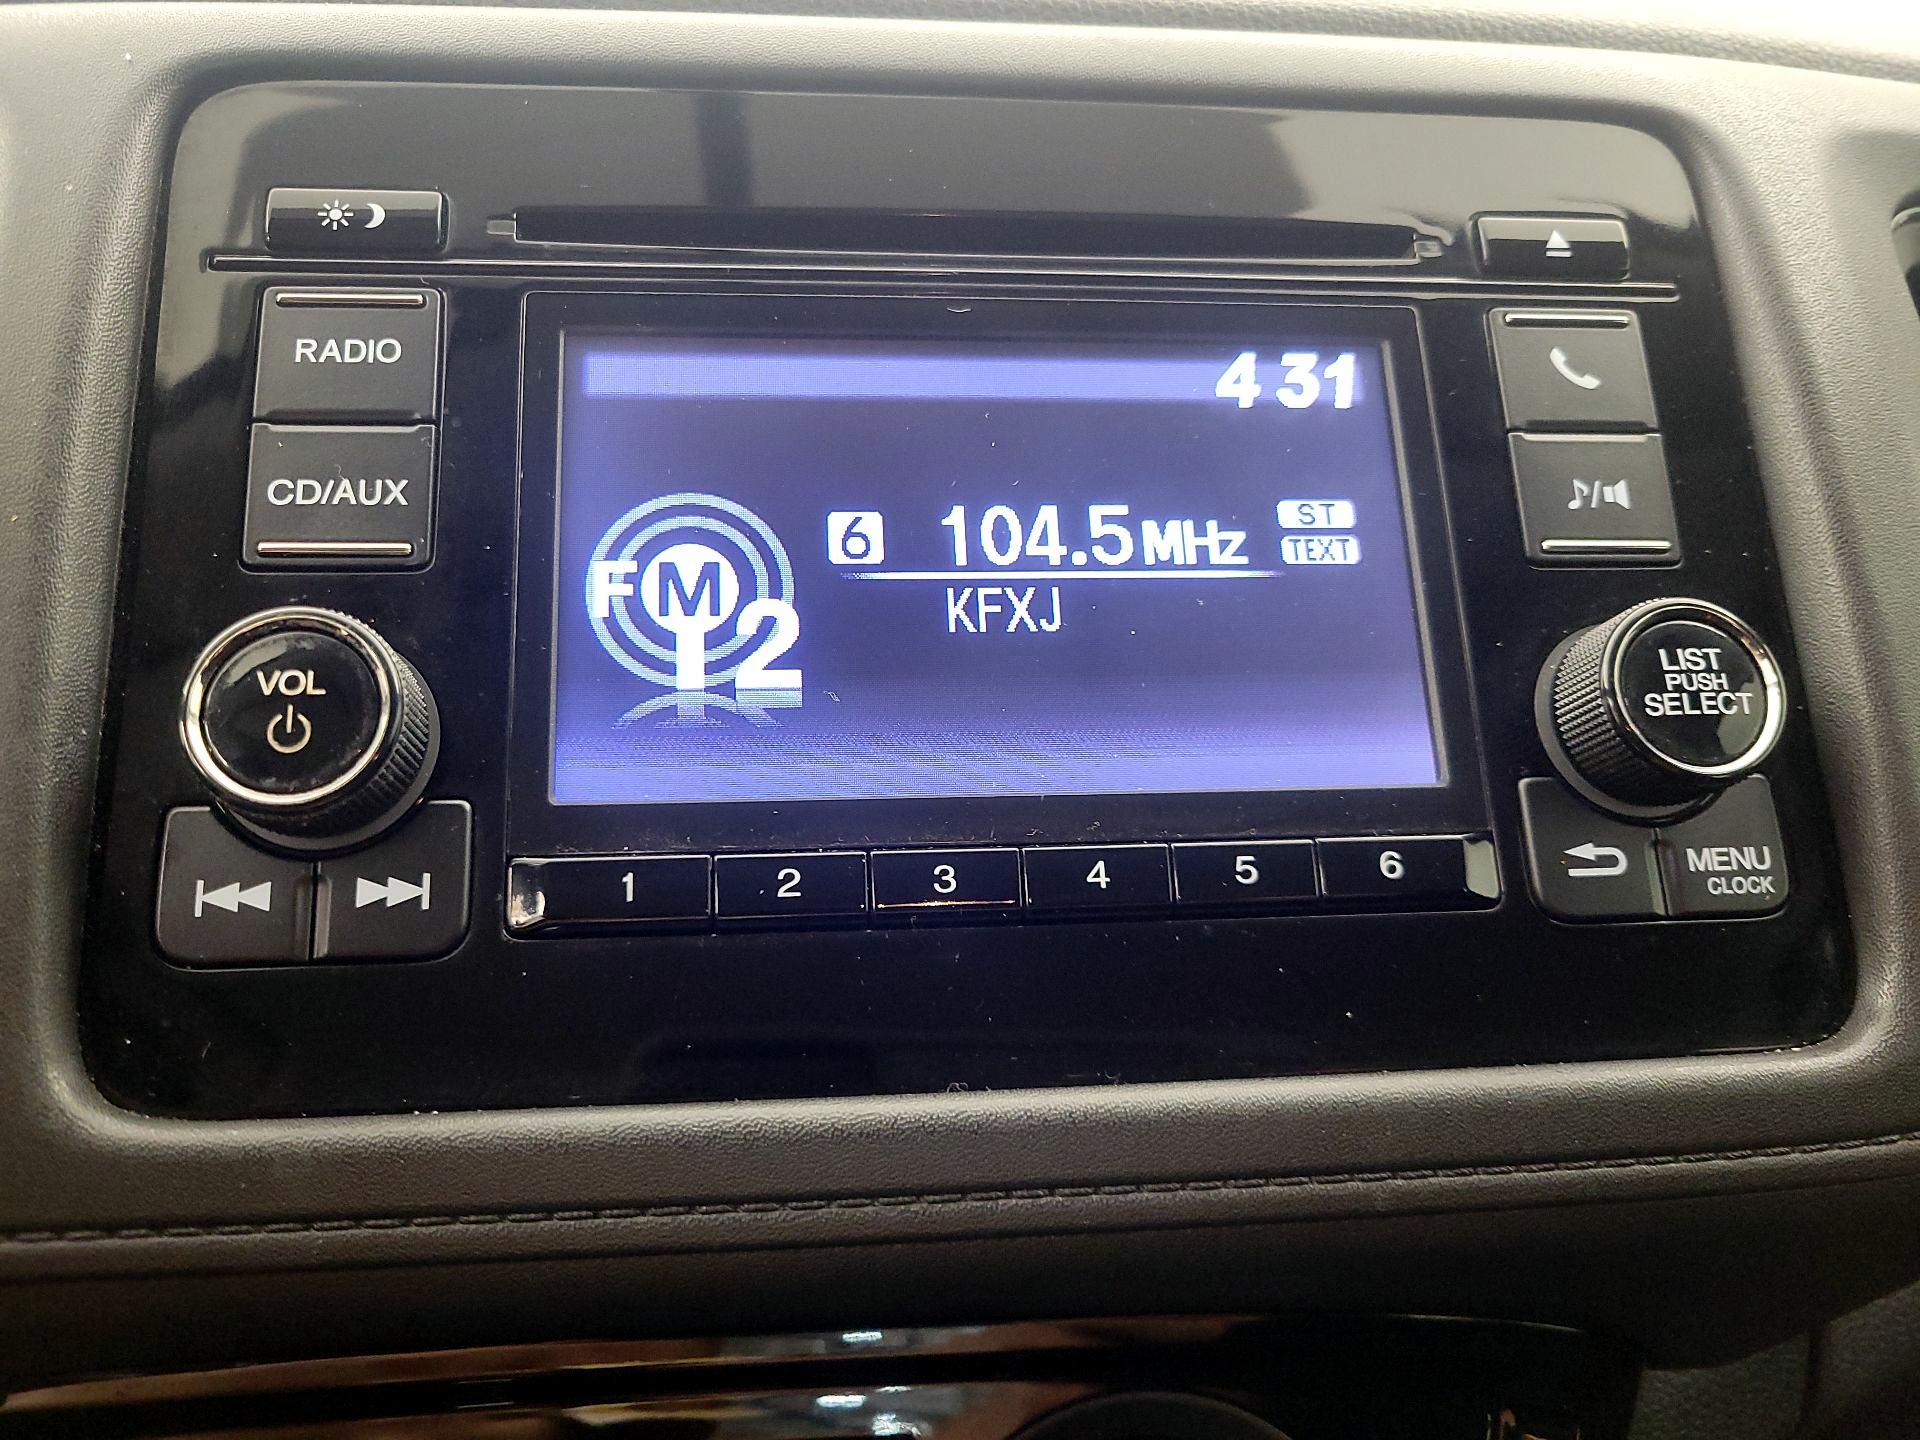 RADIO
CD/AUX
VOL
4 31
FM
12
6 104.5MHz
ST
TEXT
KFXJ
LIST
PUSH
SELECT
MENU
CLOCK
1 2 3 4 5 6